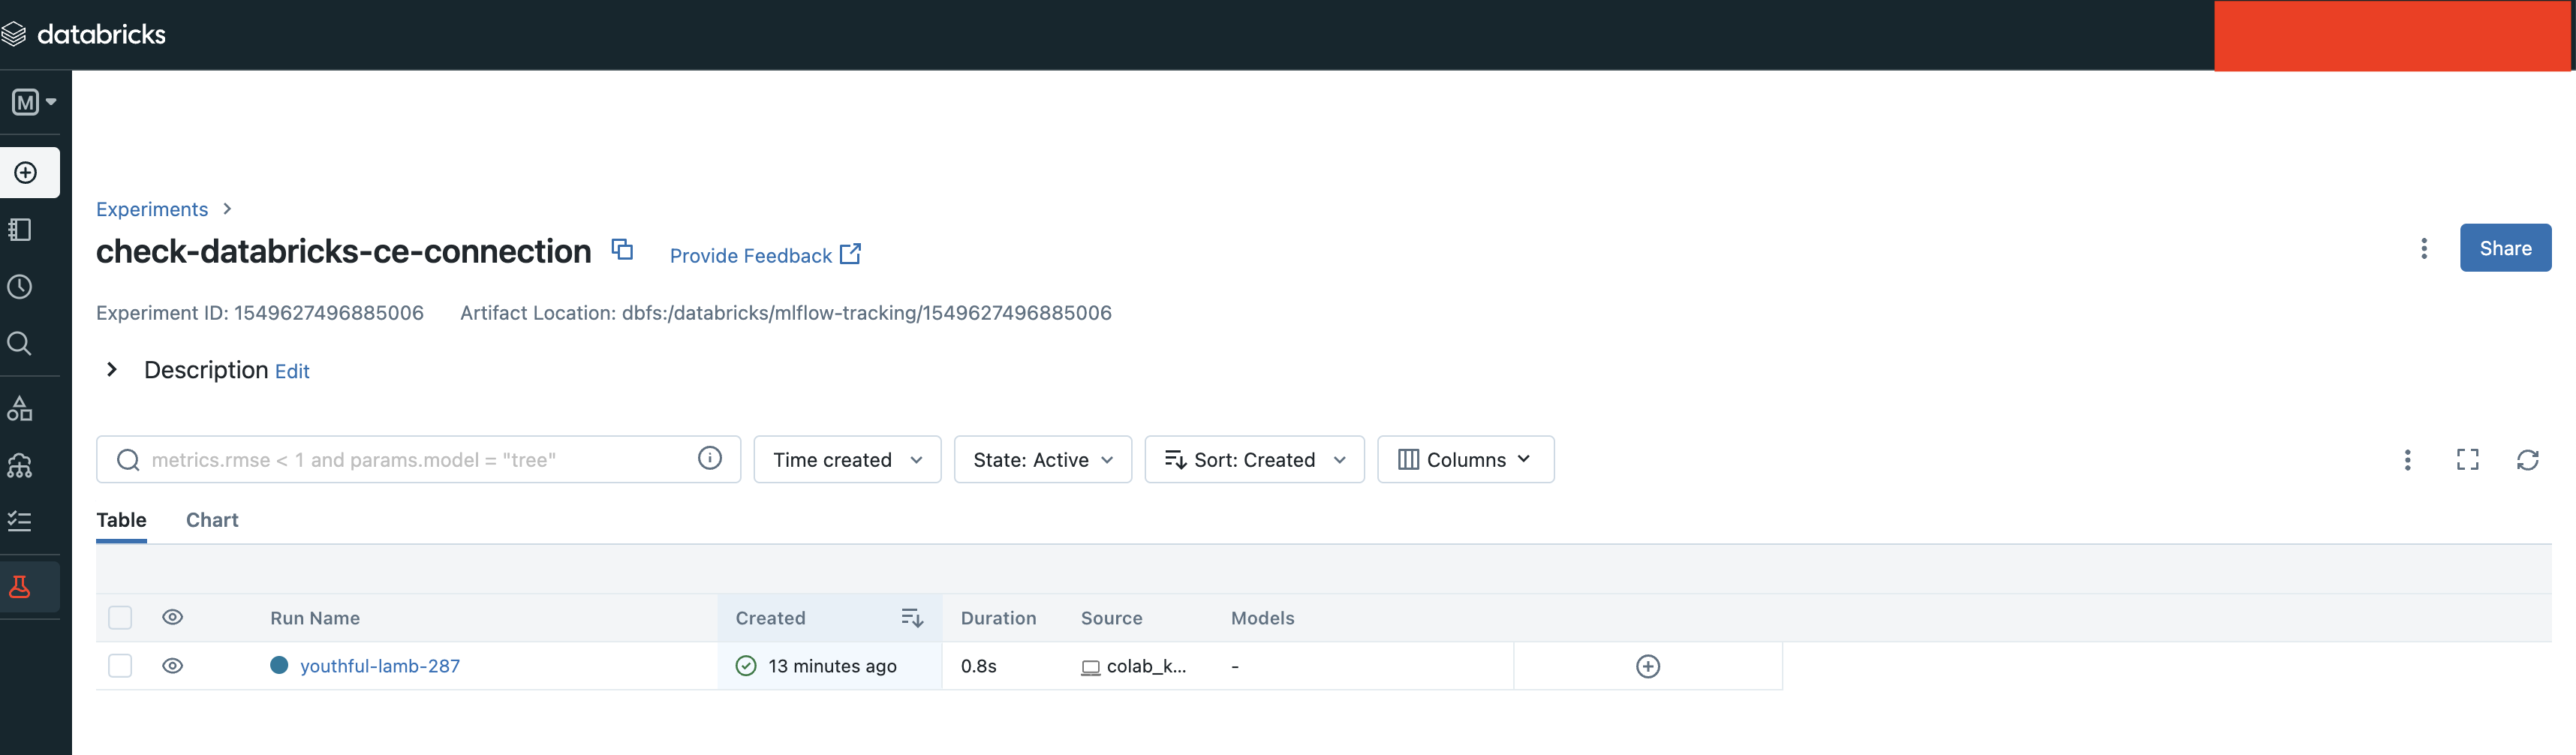 databricks
M
Experiments
check-databricks-ce-connection Provide Feedback
Share
Experiment ID: 1549627496885006 Artifact Location: dbfs:/databricks/mlflow-tracking/1549627496885006
Description Edit
metrics.rmse < 1 and params.model = "tree" Time created State: Active Sort: Created Columns
Table Chart
Run Name Created Duration Source Models
youthful-lamb-287 13 minutes ago 0.8s colab_k... -